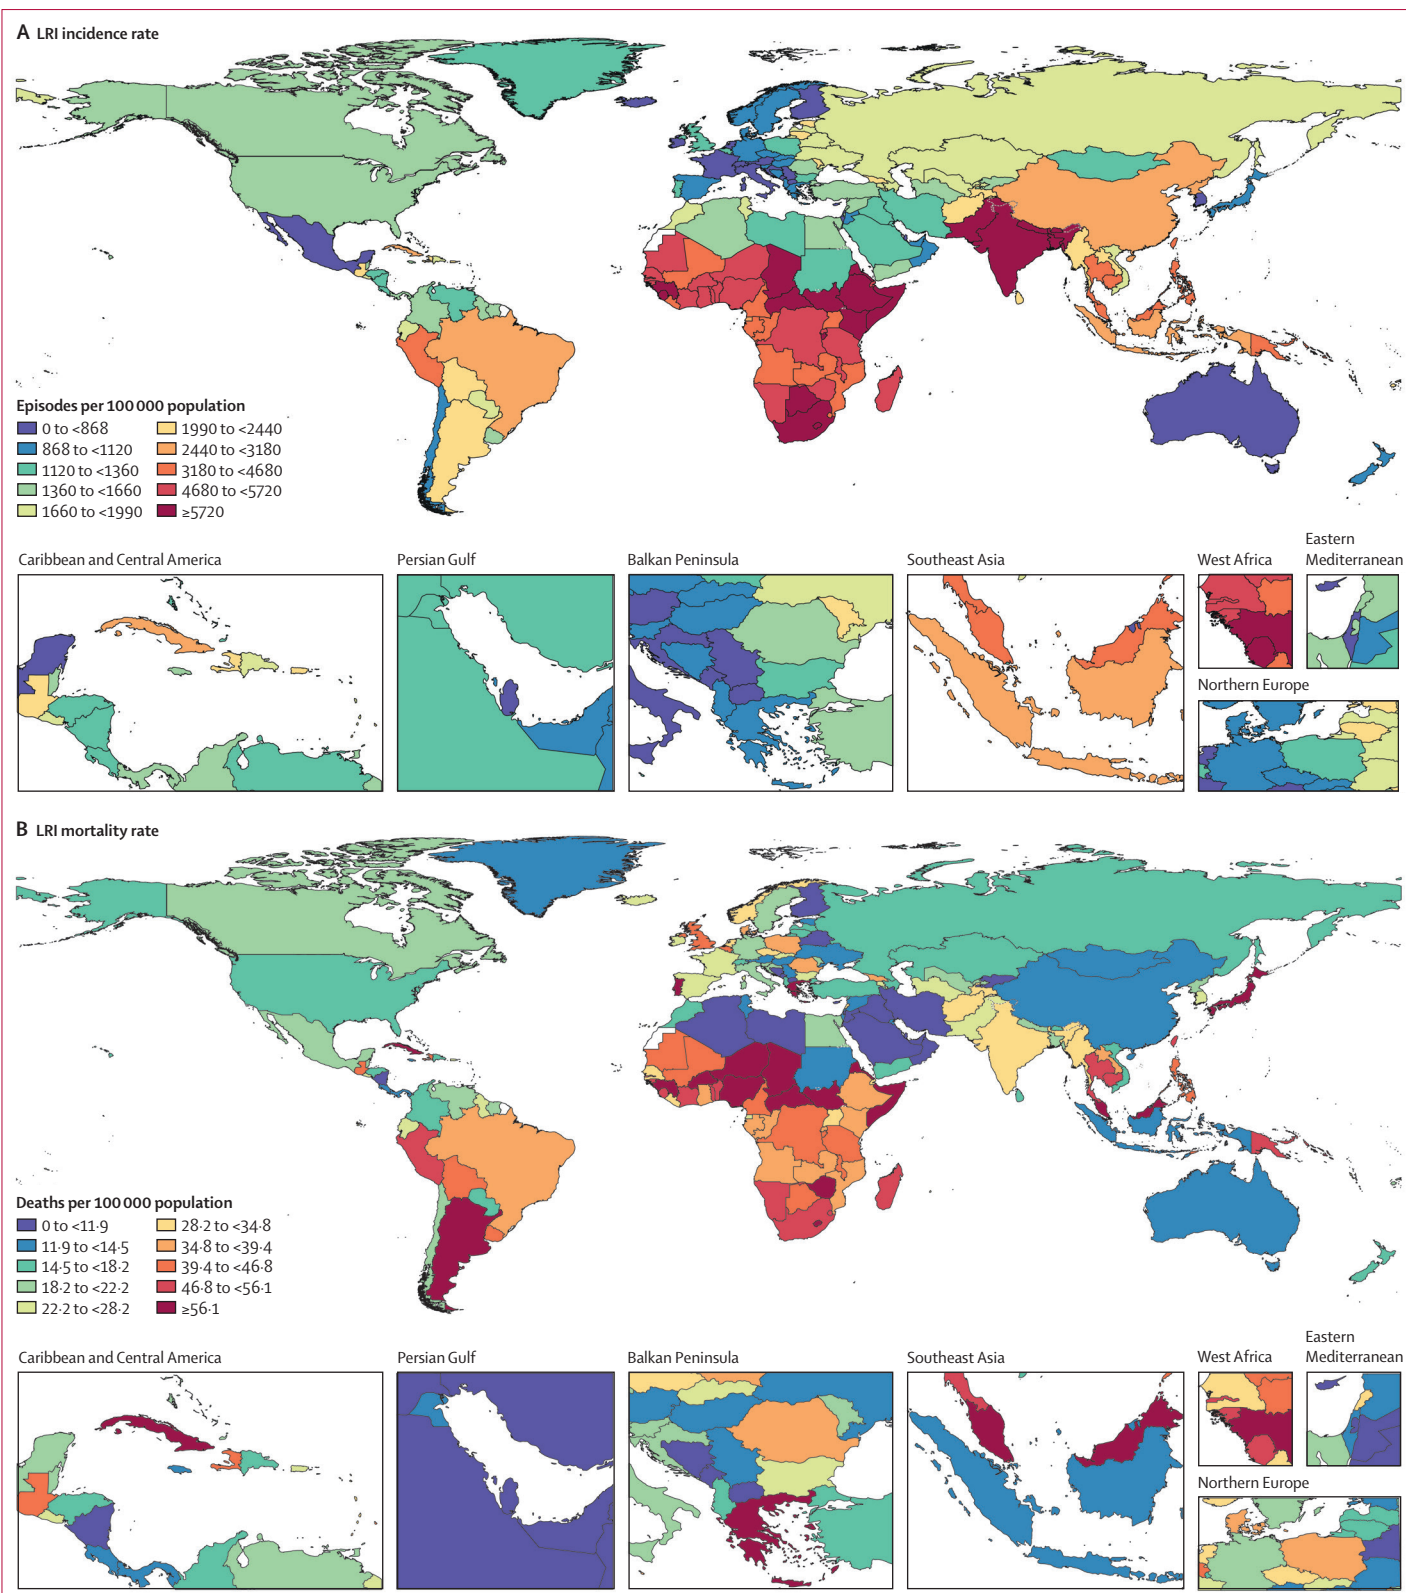 A LRI incidence rate
Episodes per 100 000 population
0 to <868
868 to <1120
1120 to <1360
1360 to <1660
1660 to <1990
1990 to <2440
2440 to <3180
3180 to <4680
4680 to <5720
≥5720
Caribbean and Central America
Persian Gulf
Balkan Peninsula
Southeast Asia
West Africa
Eastern
Mediterranean
Northern Europe
B LRI mortality rate
Deaths per 100 000 population
0 to <11·9
11·9 to <14·5
14·5 to <18·2
18·2 to <22·2
22·2 to <28·2
28·2 to <34·8
34·8 to <39·4
39·4 to <46·8
46·8 to <56·1
≥56·1
Caribbean and Central America
Persian Gulf
Balkan Peninsula
Southeast Asia
West Africa
Eastern
Mediterranean
Northern Europe